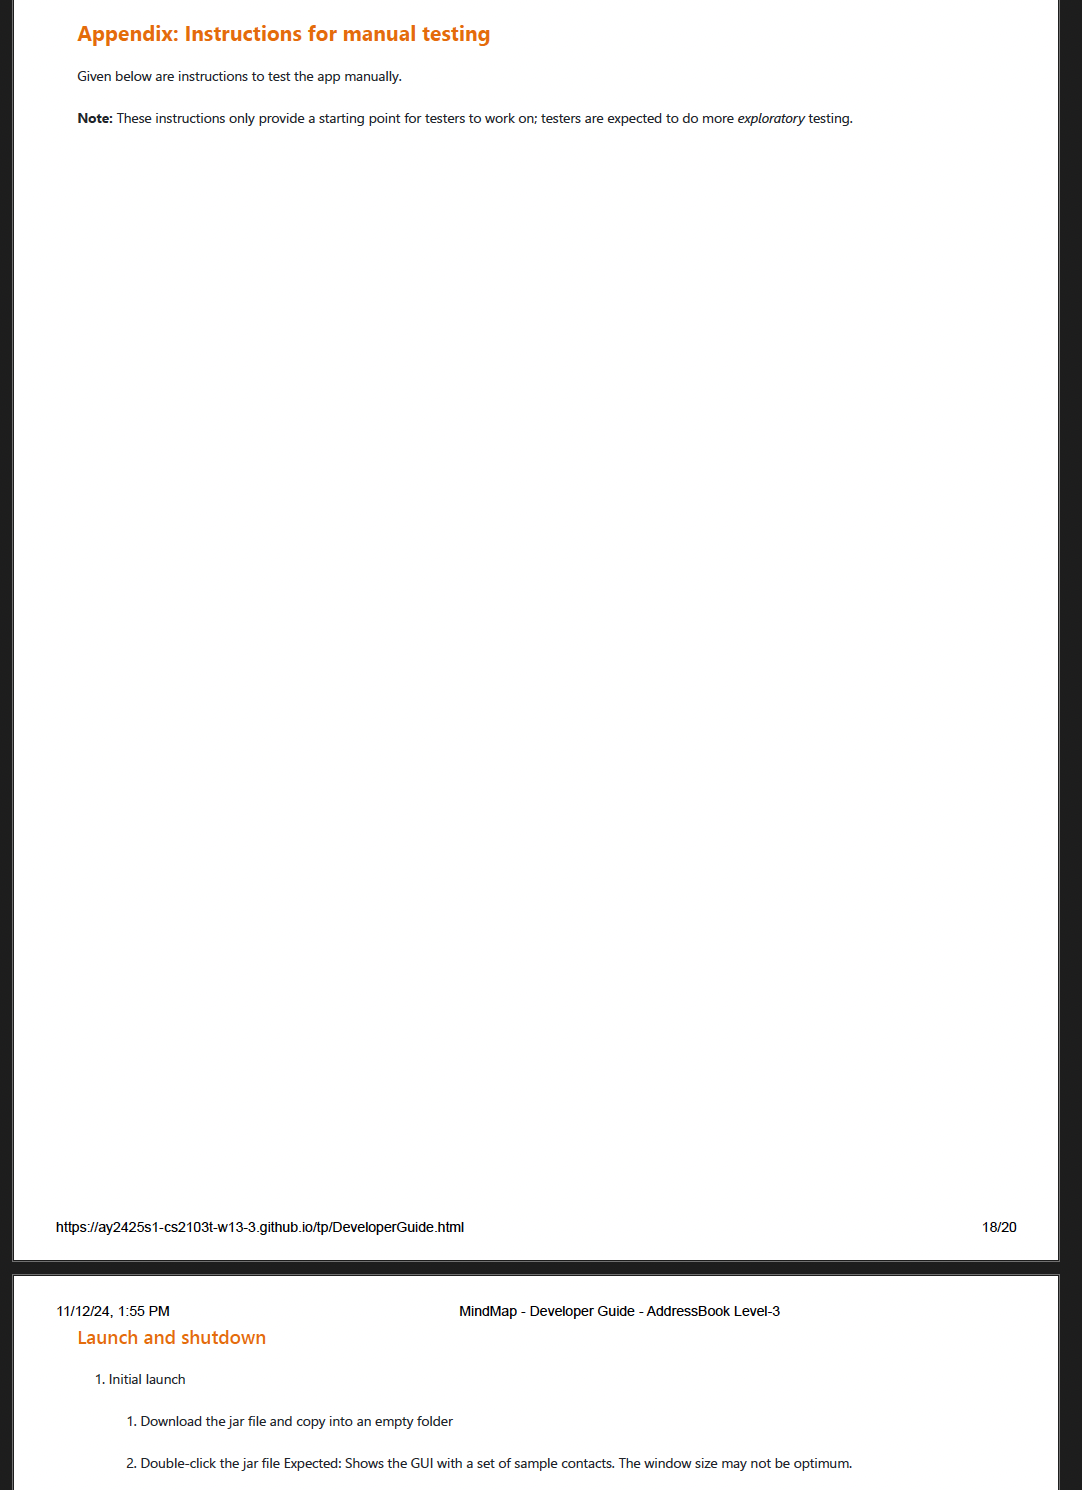 Appendix: Instructions for manual testing
Given below are instructions to test the app manually.
Note: These instructions only provide a starting point for testers to work on; testers are expected to do more exploratory testing.
https://ay2425s1-cs2103t-w13-3.github.io/tp/DeveloperGuide.html 18/20
11/12/24, 1:55 PM MindMap - Developer Guide - AddressBook Level-3
Launch and shutdown
1. Initial launch
1. Download the jar file and copy into an empty folder
2. Double-click the jar file Expected: Shows the GUI with a set of sample contacts. The window size may not be optimum.